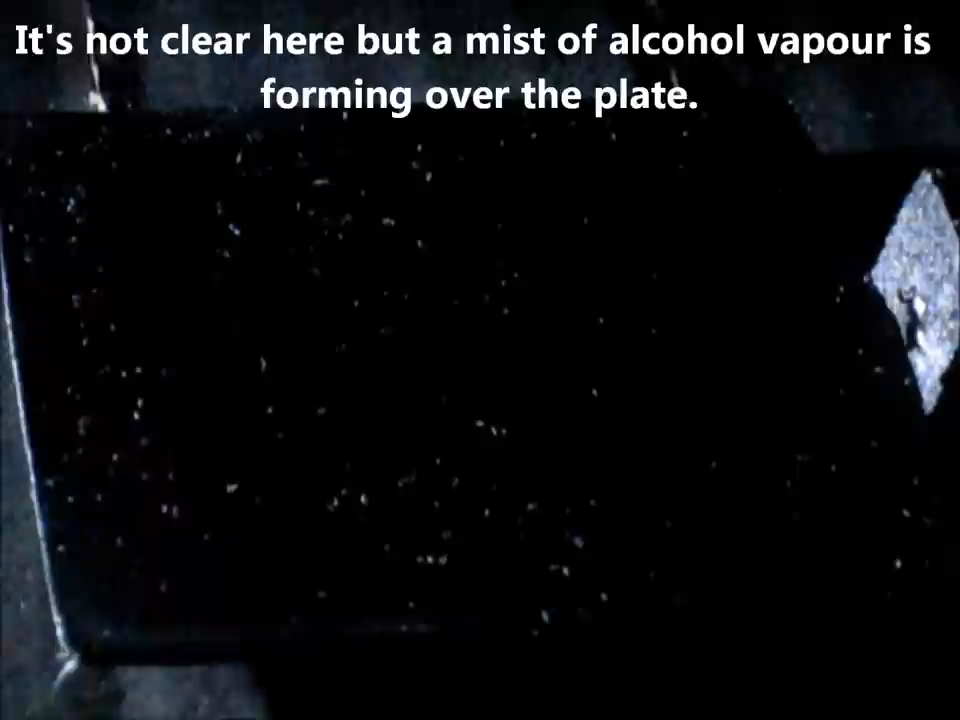 It's not clear here but a mist of alcohol vapour is
forming over the plate.